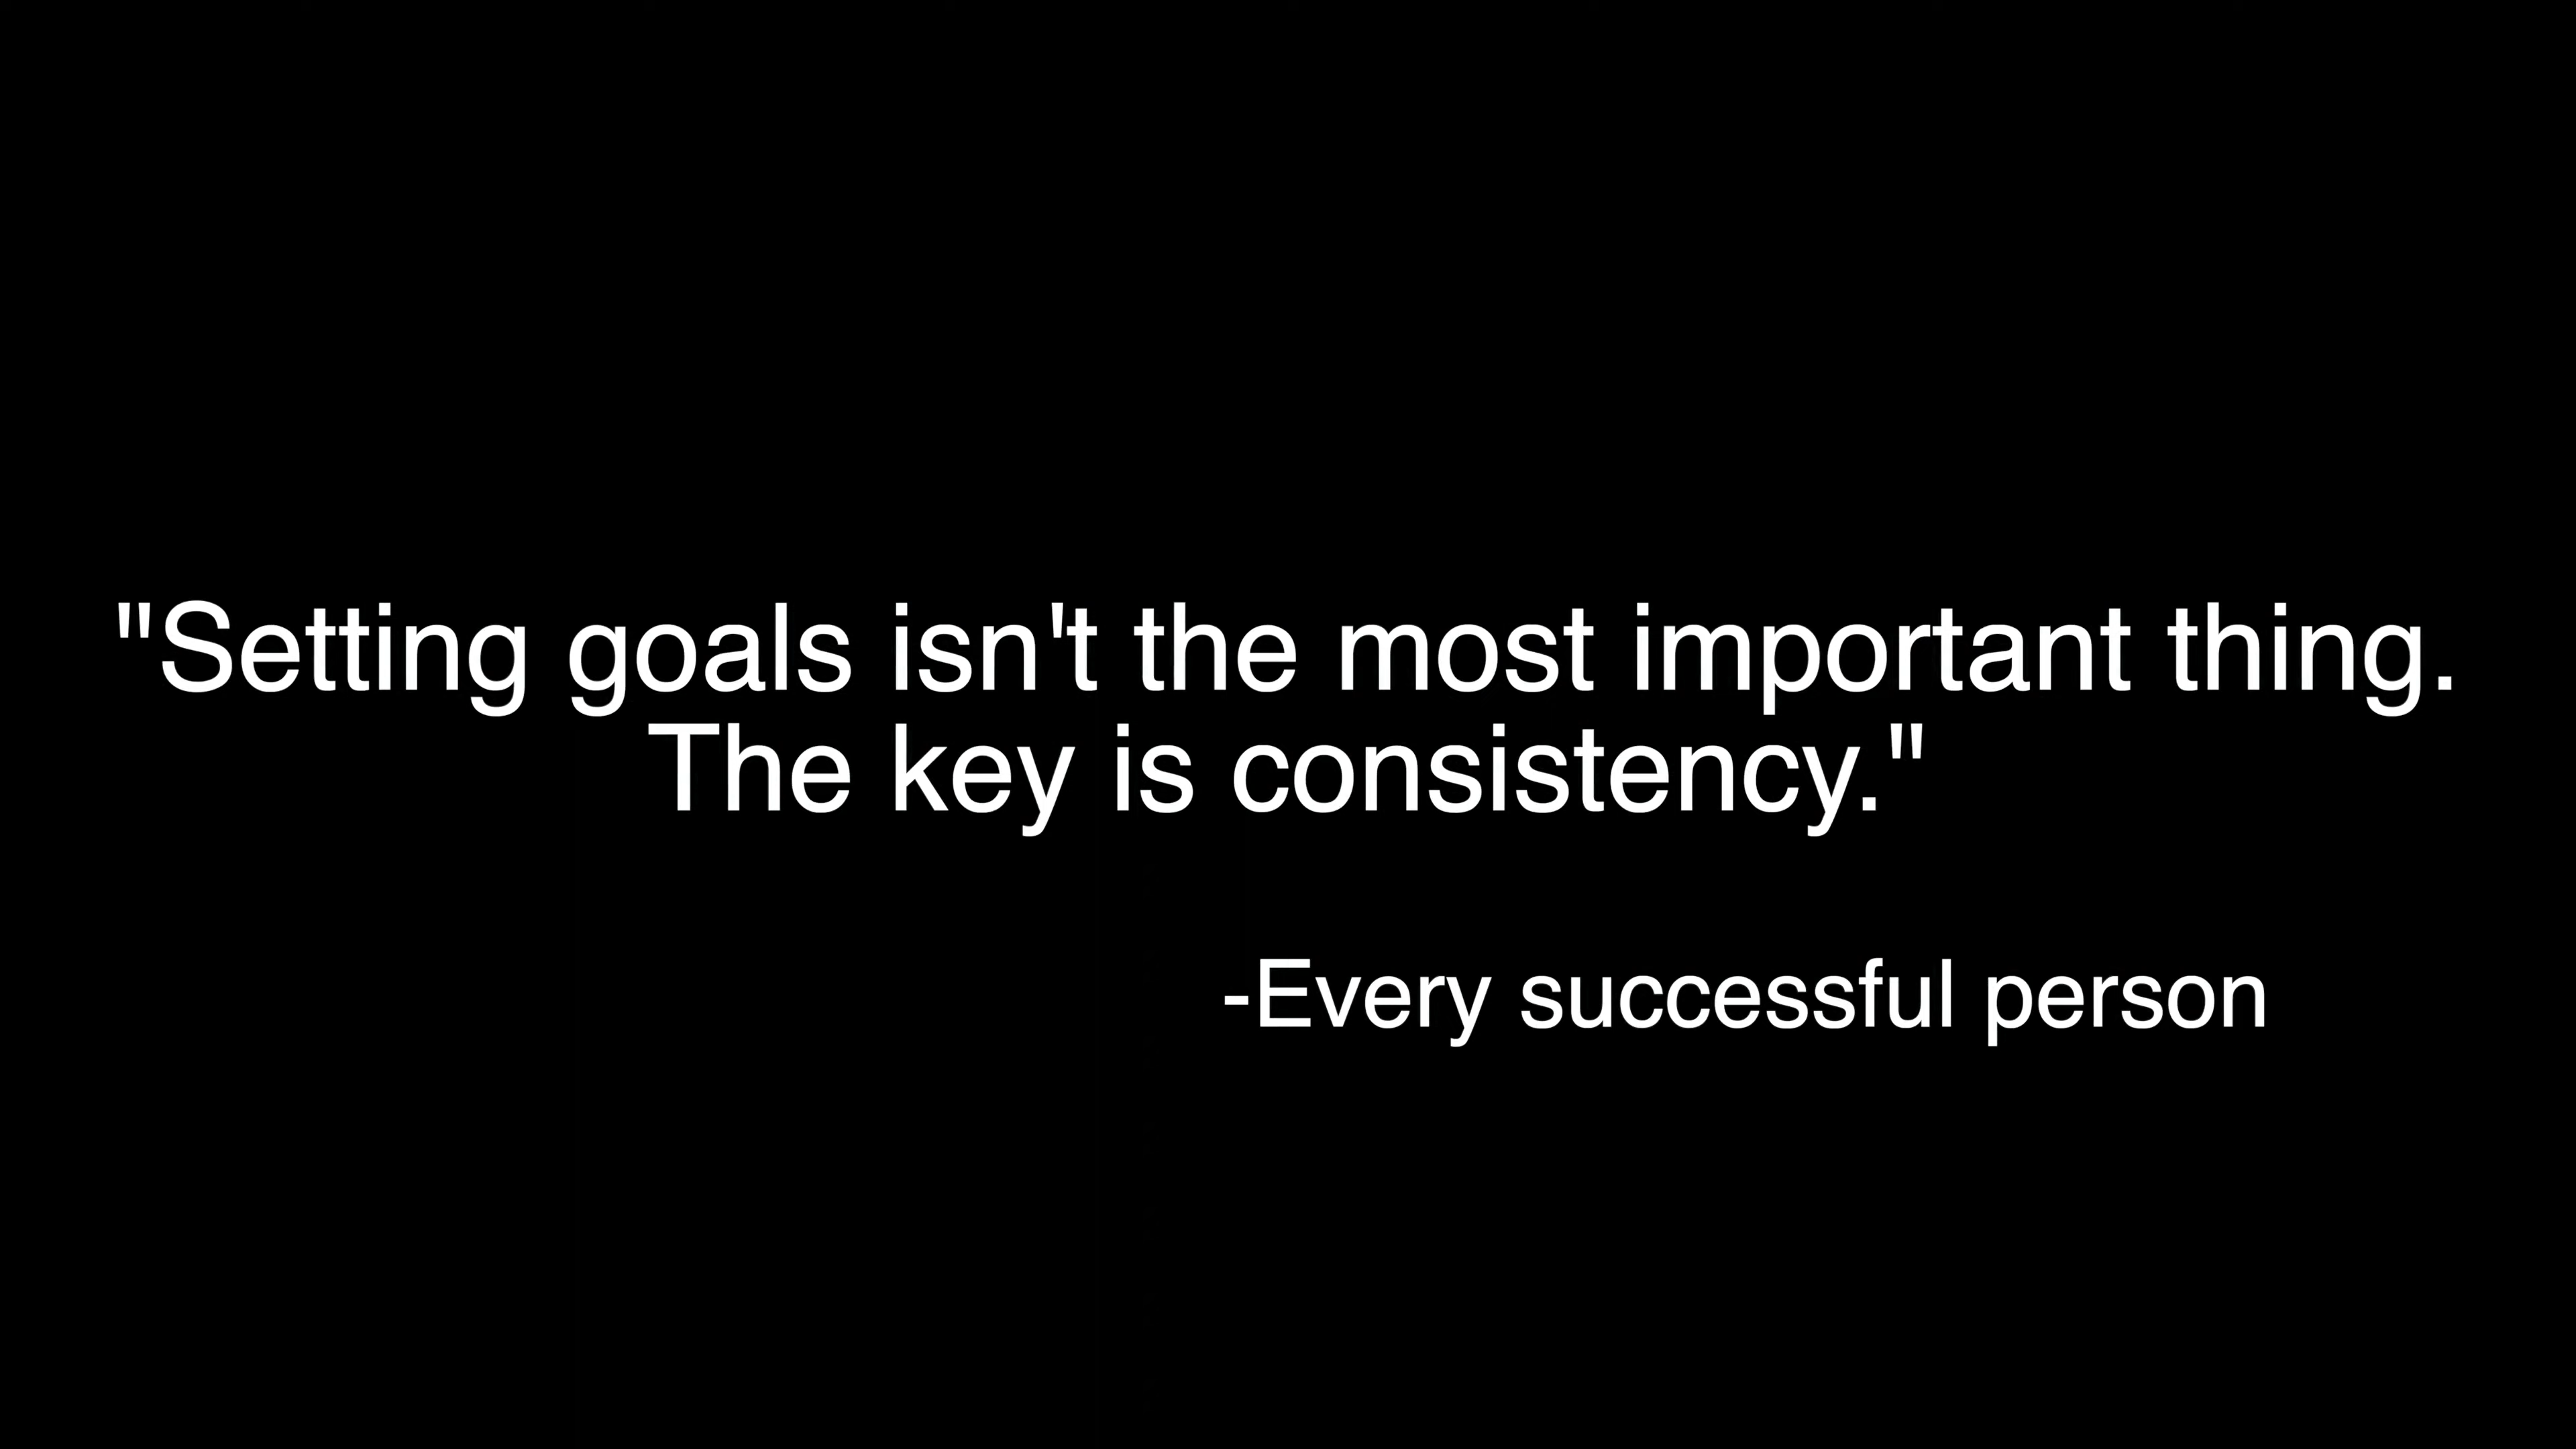 "Setting goals isn't the most important thing.
The key is consistency."
-Every successful person